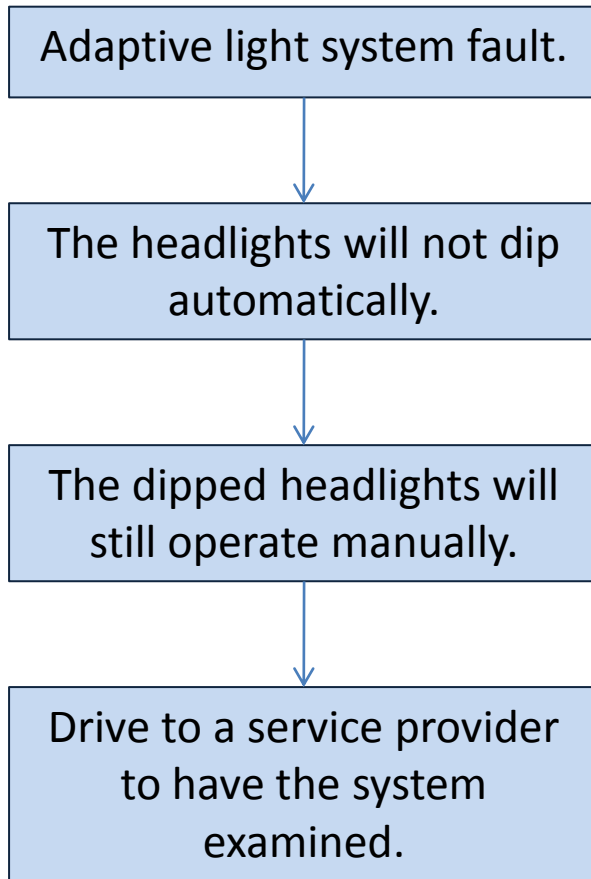 Adaptive light system fault.
The headlights will not dip
automatically.
The dipped headlights will
still operate manually.
Drive to a service provider
to have the system
examined.